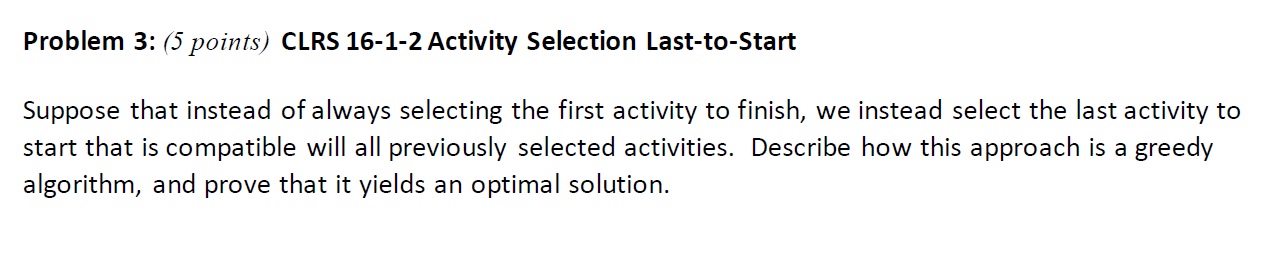 Problem 3: (5 points) CLRS 16-1-2 Activity Selection Last-to-Start
Suppose that instead of always selecting the first activity to finish, we instead select the last activity to
start that is compatible will all previously selected activities. Describe how this approach is a greedy
algorithm, and prove that it yields an optimal solution.